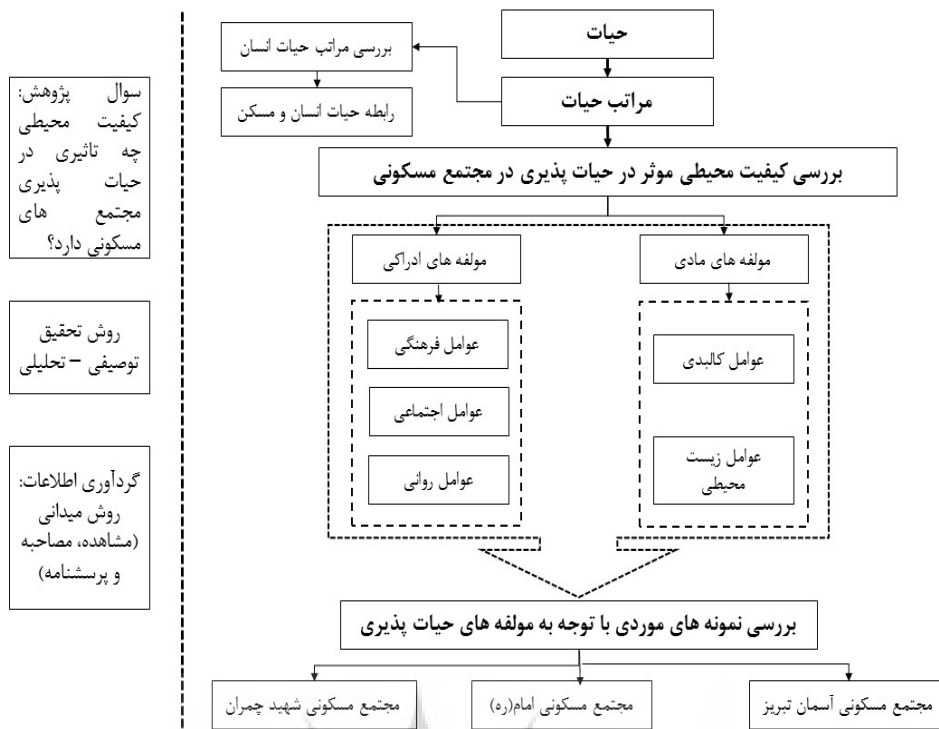 حیات
مراتب حیات
بررسی مراتب حیات انسان
رابطه حیات انسان و مسکن
بررسی کیفیت محیطی موثر در حیات پذیری در مجتمع مسکونی
مولفه های مادی
عوامل کالبدی
عوامل زیست
محیطی
مولفه های ادراکی
عوامل فرهنگی
عوامل اجتماعی
عوامل روانی
بررسی نمونه های موردی با توجه به مولفه های حیات پذیری
مجتمع مسکونی آسمان تبریز
مجتمع مسکونی امام(ره)
مجتمع مسکونی شهید چمران
سوال پژوهش:
کیفیت محیطی
چه تاثیری در
حیات پذیری
مجتمع های
مسکونی دارد؟
روش تحقیق
توصیفی – تحلیلی
گردآوری اطلاعات:
روش میدانی
(مشاهده، مصاحبه
و پرسشنامه)